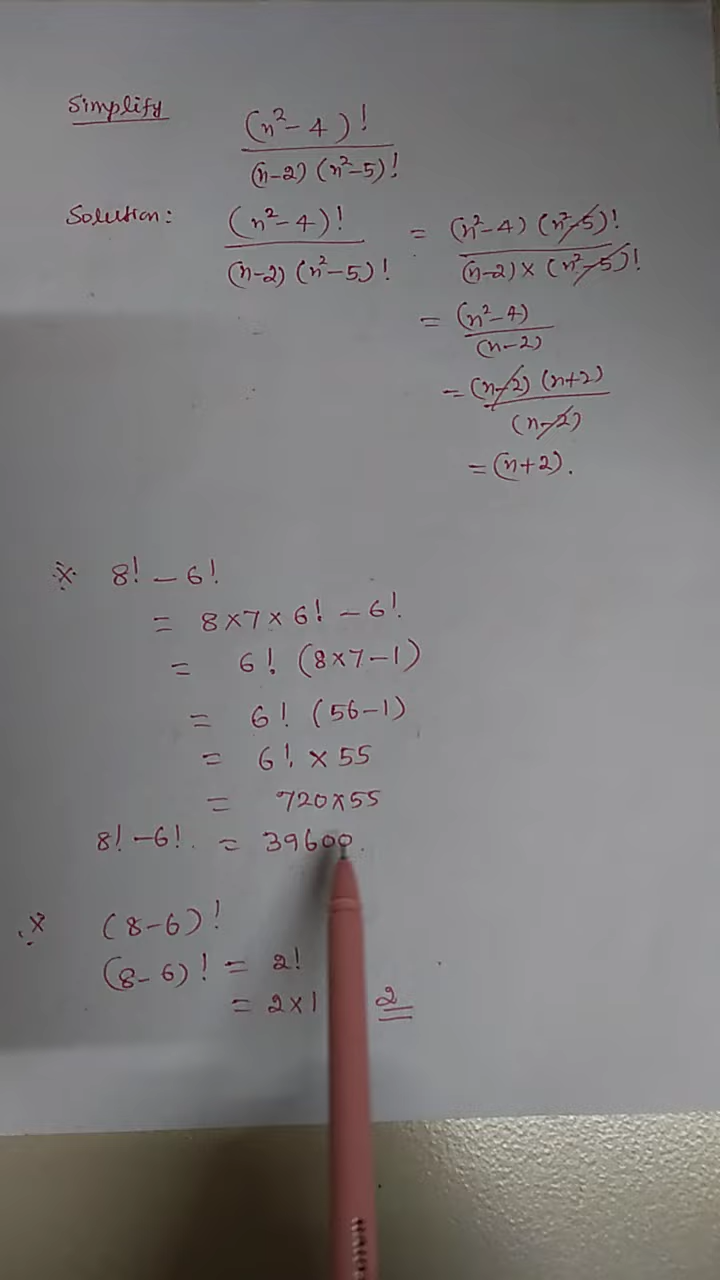 Simplify (n²-4)! / (n-2) (n²-5)!
Solution: (n²-4)! / (n-2) (n²-5)! = (n²-4) (n²-5)! / (n-2) × (n²-5)!
= (n²-4) / (n-2)
= (n-2) (n+2) / (n-2)
= (n+2).
※ 8! - 6!
= 8×7×6! - 6!
= 6! (8×7-1)
= 6! (56-1)
= 6! × 55
= 720×55
8! - 6! = 39600.
※ (8-6)!
(8-6)! = 2!
= 2×1 2